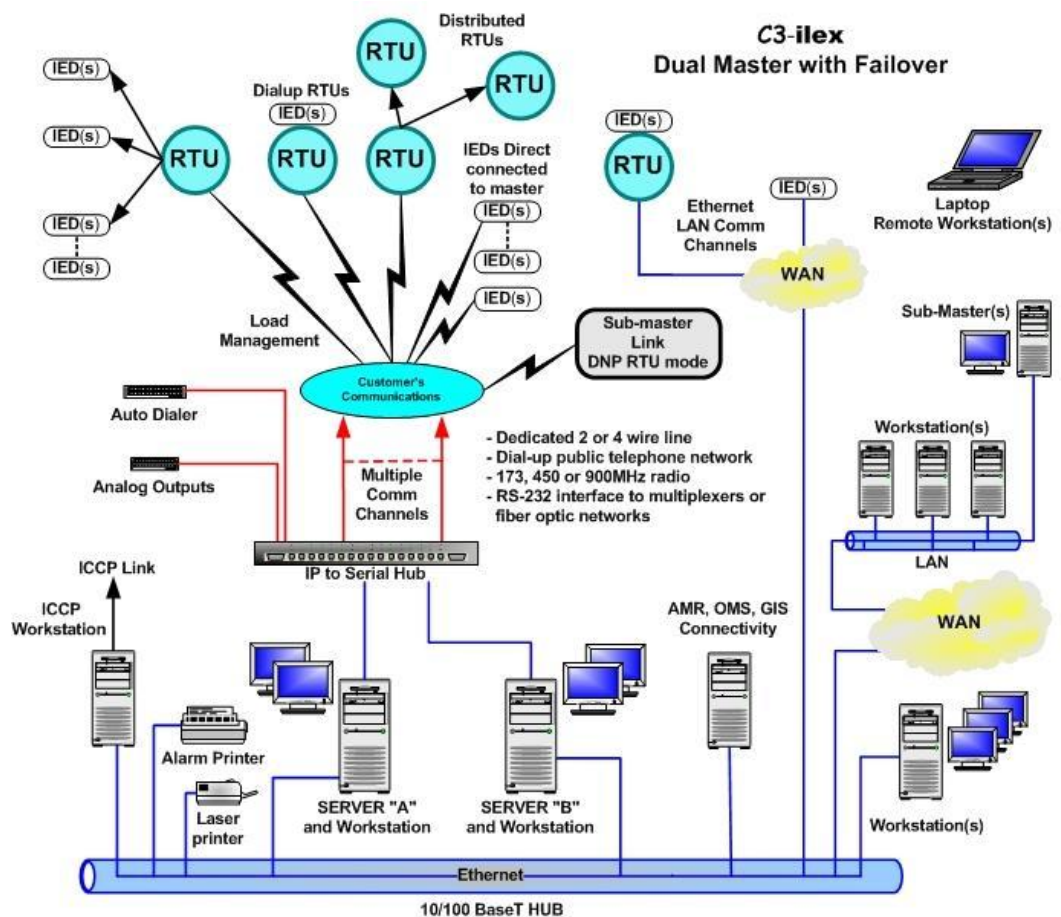 C3-ilex
Dual Master with Failover
Distributed
RTUs
RTU
RTU
IED(s)
IED(s)
IED(s)
IED(s)
RTU
Dialup RTUs
IED(s)
RTU
RTU
IEDs Direct
connected
to master
IED(s)
IED(s)
IED(s)
IED(s)
RTU
IED(s)
Ethernet
LAN Comm
Channels
WAN
Laptop
Remote Workstation(s)
Load
Management
Sub-master
Link
DNP RTU mode
Customer's
Communications
Sub-Master(s)
Workstation(s)
LAN
WAN
Auto Dialer
Analog Outputs
Multiple
Comm
Channels
- Dedicated 2 or 4 wire line
- Dial-up public telephone network
- 173, 450 or 900MHz radio
- RS-232 interface to multiplexers or
fiber optic networks
IP to Serial Hub
ICCP Link
ICCP
Workstation
AMR, OMS, GIS
Connectivity
Alarm Printer
Laser
printer
SERVER "A"
and Workstation
SERVER "B"
and Workstation
Workstation(s)
Ethernet
10/100 BaseT HUB